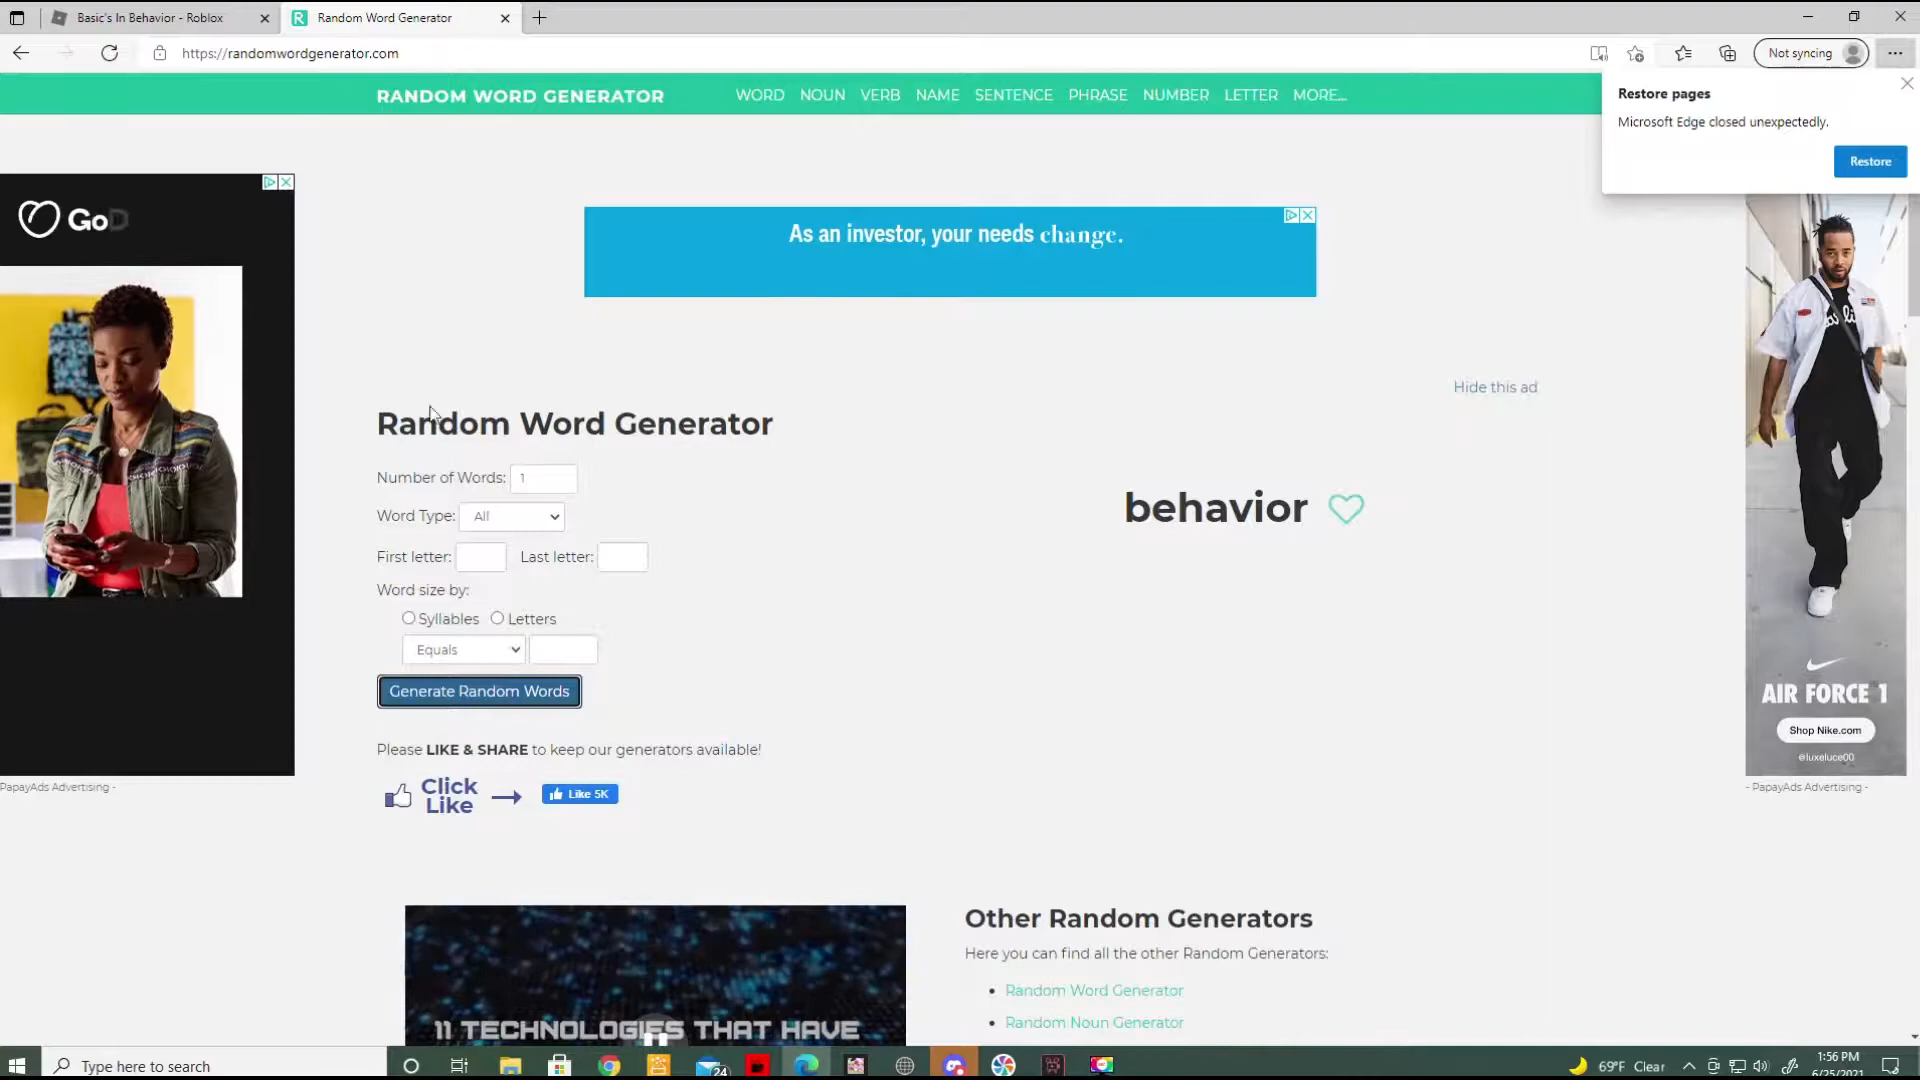 Basic's In Behavior - Roblox
Random Word Generator
https://randomwordgenerator.com
Not syncing
RANDOM WORD GENERATOR
WORD NOUN VERB NAME SENTENCE PHRASE NUMBER LETTER MORE...
Restore pages
Microsoft Edge closed unexpectedly.
Restore
GoD
As an investor, your needs change.
Hide this ad
Random Word Generator
Number of Words: 1
Word Type: All
First letter: Last letter:
Word size by:
Syllables Letters
Equals
Generate Random Words
behavior
Please LIKE & SHARE to keep our generators available!
Click
Like
Like 5K
AIR FORCE 1
Shop Nike.com
@luxeluce00
PapayAds Advertising -
- PapayAds Advertising -
11 TECHNOLOGIES THAT HAVE
Other Random Generators
Here you can find all the other Random Generators:
• Random Word Generator
• Random Noun Generator
Type here to search
24
69°F Clear
1:56 PM
6/25/2021